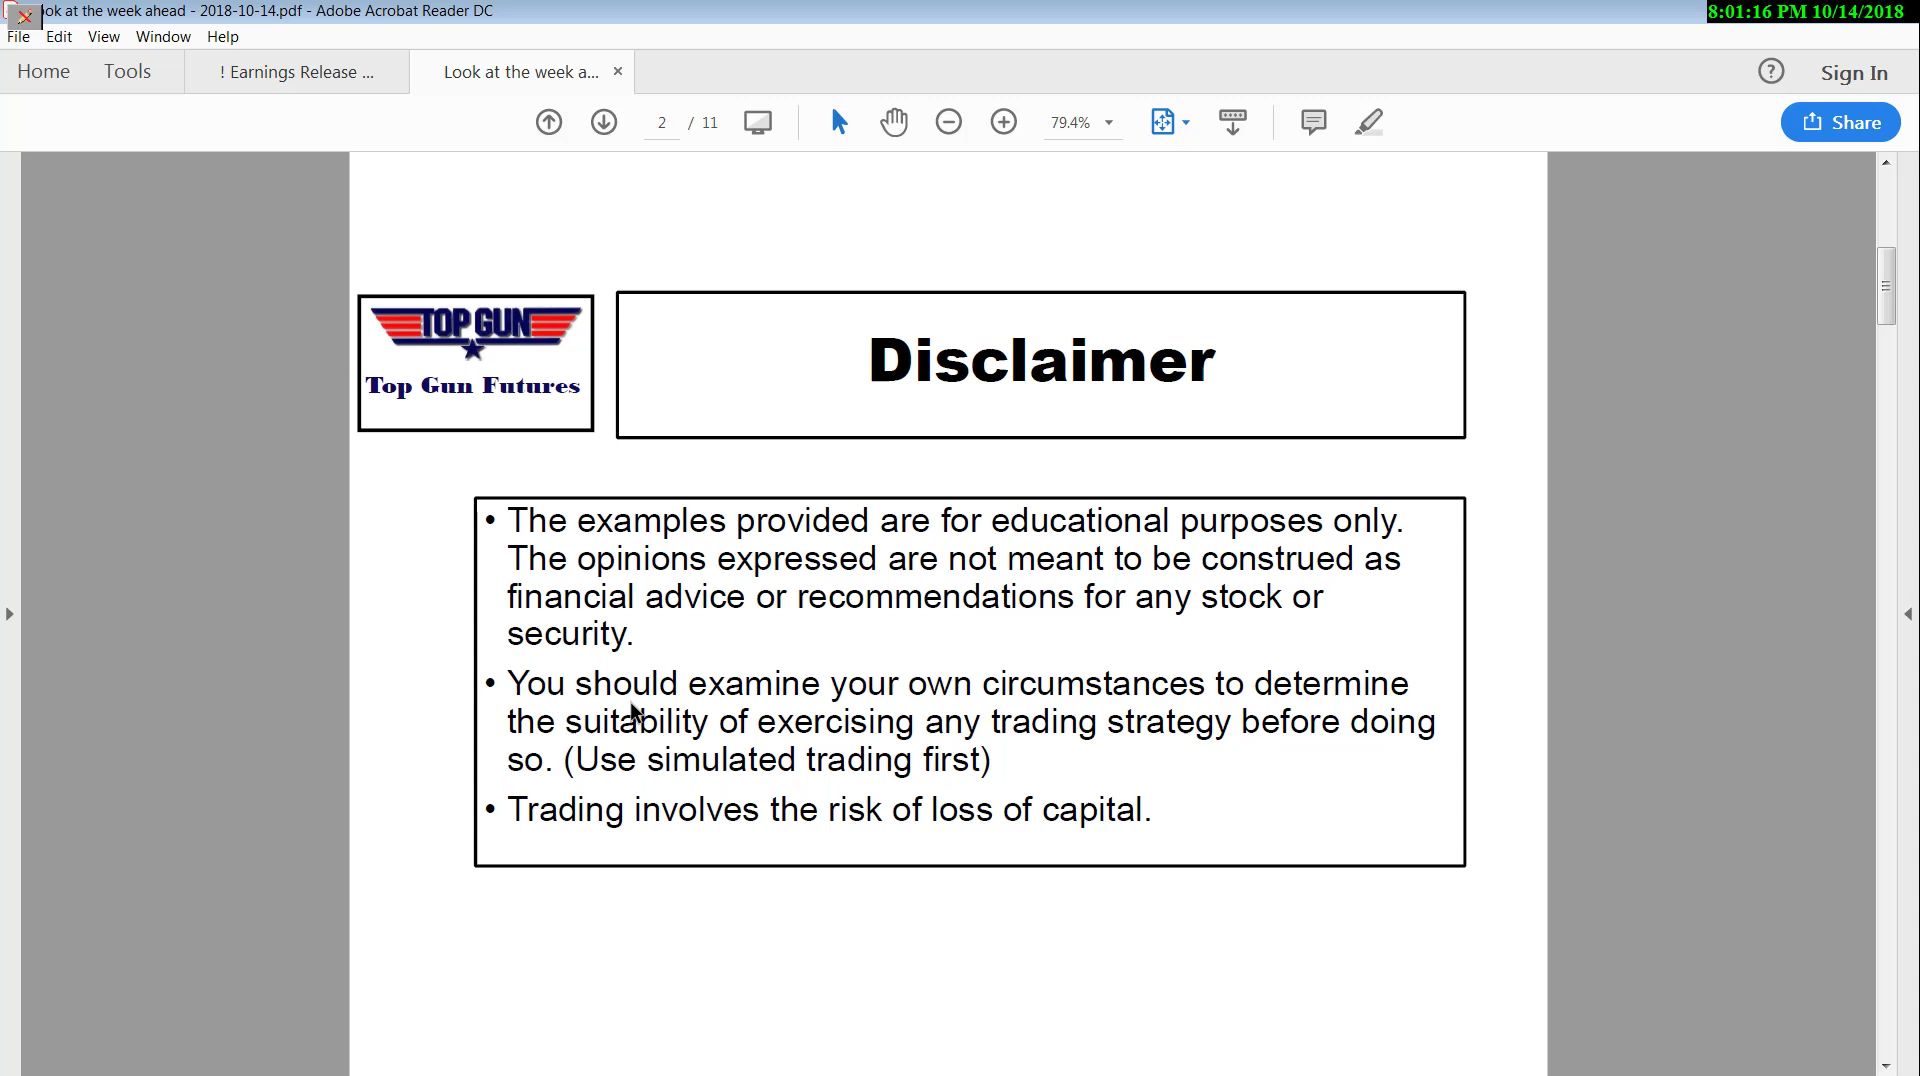 ok at the week ahead - 2018-10-14.pdf - Adobe Acrobat Reader DC
8:01:16 PM 10/14/2018
File Edit View Window Help
Home Tools ! Earnings Release ... Look at the week a... × ? Sign In
2 / 11 79.4% Share
TOP GUN
Top Gun Futures
Disclaimer
• The examples provided are for educational purposes only.
The opinions expressed are not meant to be construed as
financial advice or recommendations for any stock or
security.
• You should examine your own circumstances to determine
the suitability of exercising any trading strategy before doing
so. (Use simulated trading first)
• Trading involves the risk of loss of capital.